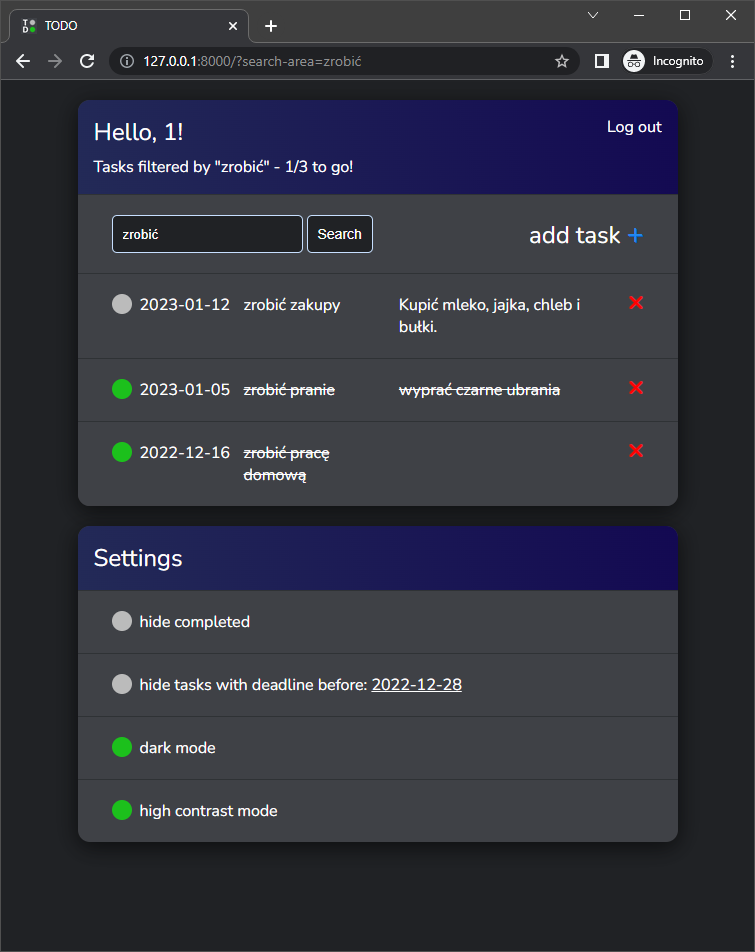 TODO
127.0.0.1:8000/?search-area=zrobić
Incognito
Hello, 1!
Log out
Tasks filtered by "zrobić" - 1/3 to go!
zrobić
Search
add task +
2023-01-12 zrobić zakupy Kupić mleko, jajka, chleb i
bułki.
2023-01-05 zrobić pranie wyprać czarne ubrania
2022-12-16 zrobić pracę
domową
Settings
hide completed
hide tasks with deadline before: 2022-12-28
dark mode
high contrast mode